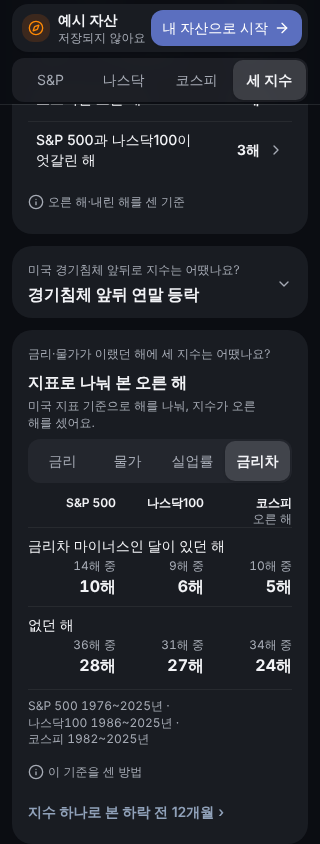 예시 자산
저장되지 않아요
내 자산으로 시작 →
S&P 나스닥 코스피 세 지수
S&P 500과 나스닥100이
엇갈린 해
3해
오른 해·내린 해를 센 기준
미국 경기침체 앞뒤로 지수는 어땠나요?
경기침체 앞뒤 연말 등락
금리·물가가 이랬던 해에 세 지수는 어땠나요?
지표로 나눠 본 오른 해
미국 지표 기준으로 해를 나눠, 지수가 오른
해를 셌어요.
금리 물가 실업률 금리차
S&P 500 나스닥100 코스피
오른 해
금리차 마이너스인 달이 있던 해
14해 중 9해 중 10해 중
10해 6해 5해
없던 해
36해 중 31해 중 34해 중
28해 27해 24해
S&P 500 1976~2025년 ·
나스닥100 1986~2025년 ·
코스피 1982~2025년
이 기준을 센 방법
지수 하나로 본 하락 전 12개월 ›